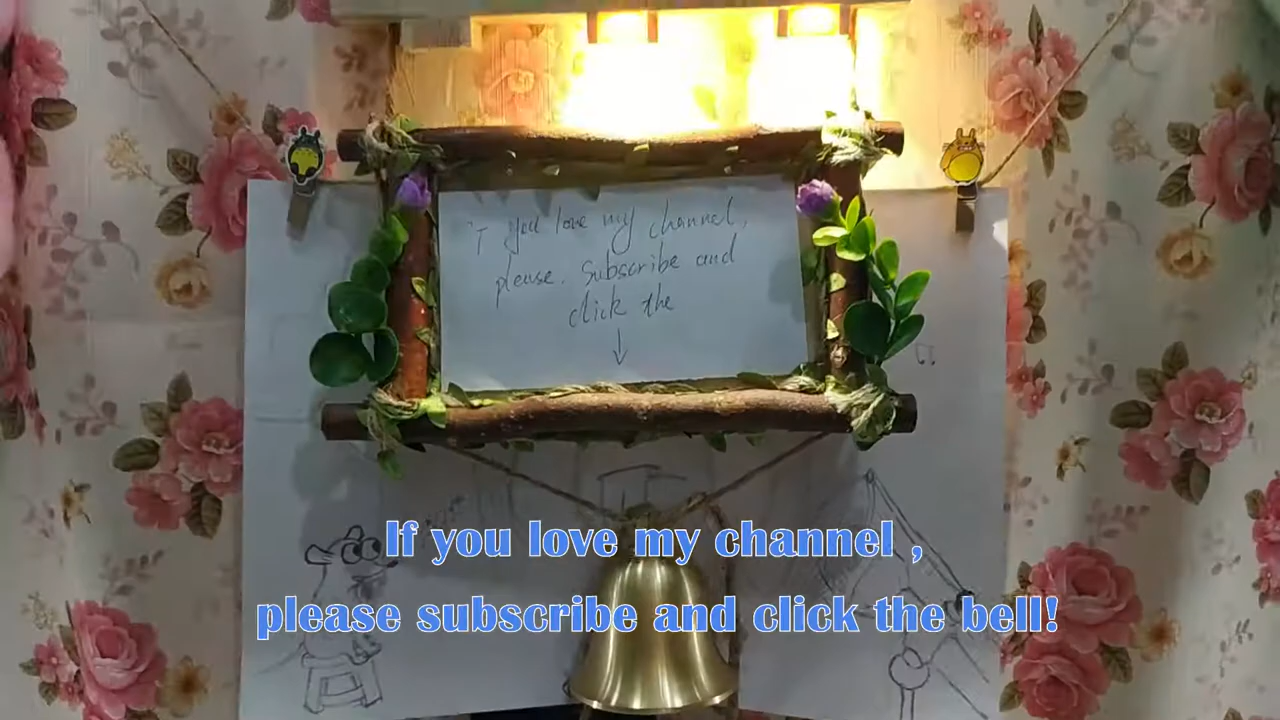 If you love my channel,
please. subscribe and
click the
If you love my channel ,
please subscribe and click the bell!